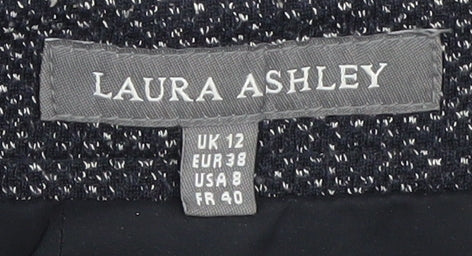 LAURA ASHLEY
UK 12
EUR 38
USA 8
FR 40